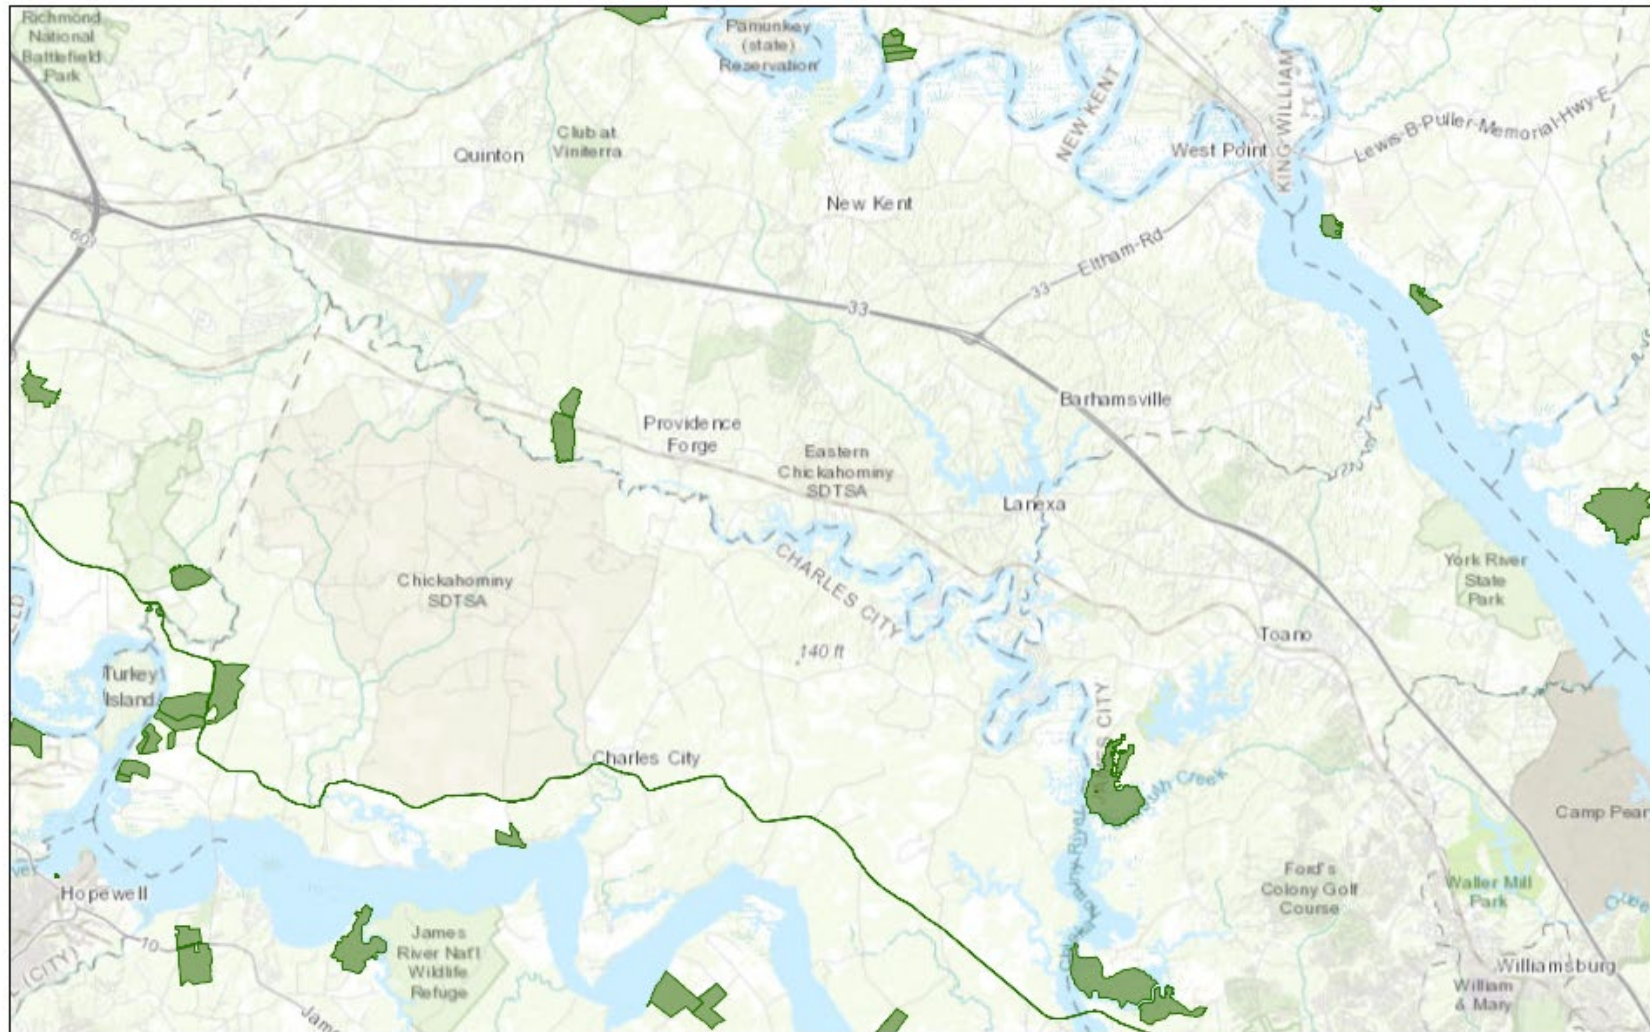 Richmond
National
Battlefield
Park
Pamunkey
(state)
Reservation
NEW KENT
KING WILLIAM
Lewis-B-Puller-Memorial-Hwy-E
West Point
Club at
Viniterra
Quinton
New Kent
60
Eltham-Rd
33
33
Barhamsville
Providence
Forge
Eastern
Chickahominy
SDTSA
Lanexa
CHARLES CITY
York River
State
Park
Chickahominy
SDTSA
Toano
140 ft
Turkey
Island
Charles City
S CITY
Creek
Camp Pear
Hopewell
Ford's
Colony Golf
Course
Waller Mill
Park
James
River Nat'l
Wildlife
Refuge
10
(CITY)
Williamsburg
William
& Mary